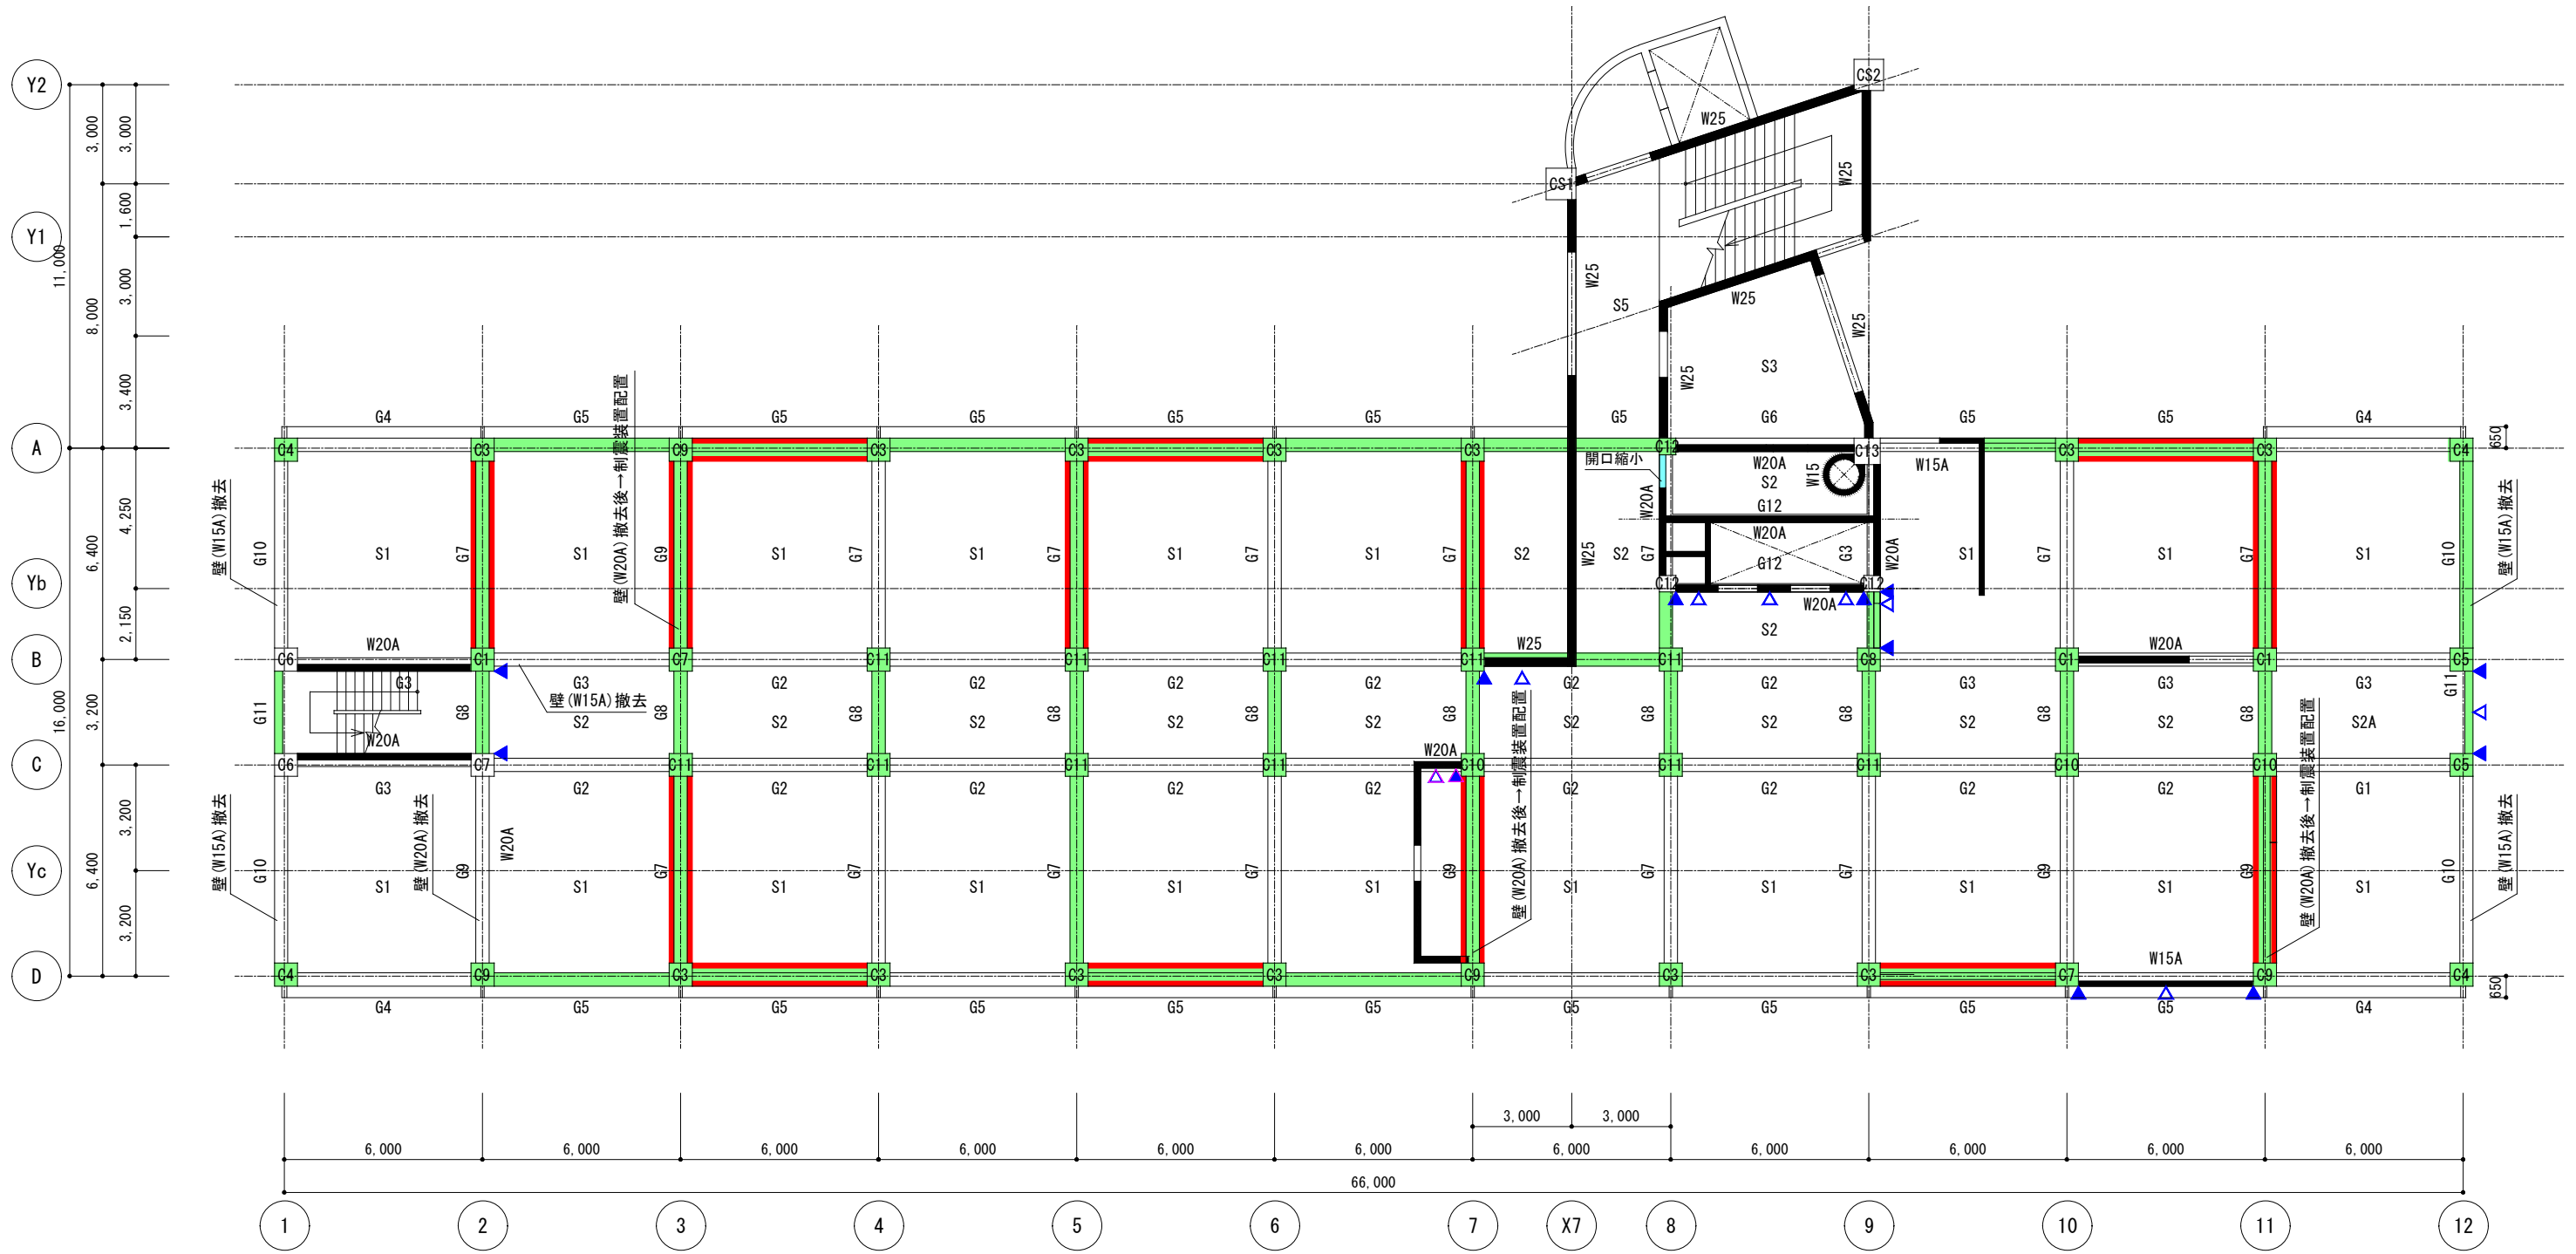 CS2
Y2
W25
3,000
3,000
W25
CS1
1,600
Y1
11,000
W25
3,000
W25
S5
8,000
W25
S3
W25
3,400
G4
G5
G5
G5
G5
G5
G5
G6
G5
G5
G4
650
A
C4
C3
C9
C3
C3
C3
C3
C12
C13
C3
C3
C4
開口縮小
W20A
S2
W15
W15A
壁(W15A)撤去
壁(W20A)撤去後→制震装置配置
W20A
G12
壁(W15A)撤去
4,250
6,400
W20A
G10
S1
G7
S1
G9
S1
G7
S1
G7
S1
G7
S1
G7
S2
W25
S2
G7
G12
G3
W20A
S1
G7
S1
G7
S1
G10
Yb
C12
C12
W20A
2,150
S2
W20A
W25
W20A
B
C6
C1
C7
C11
C11
C11
C11
C11
C8
C1
C1
C5
G3
G3
G2
G2
G2
G2
G2
G2
G3
G3
G3
壁(W15A)撤去
16,000
3,200
G11
G8
S2
G8
S2
G8
S2
G8
S2
G8
S2
G8
S2
G8
S2
G8
S2
G8
S2
G8
S2A
G11
W20A
W20A
C
C6
C7
C11
C11
C11
C11
C10
C11
C11
C10
C10
C5
G3
G2
G2
G2
G2
G2
G2
G2
G2
G2
G1
壁(W15A)撤去
壁(W20A)撤去
W20A
壁(W20A)撤去後→制震装置配置
壁(W20A)撤去後→制震装置配置
壁(W15A)撤去
3,200
6,400
Yc
G10
S1
G9
S1
G7
S1
G7
S1
G7
S1
G7
S1
G9
S1
G7
S1
G7
S1
G9
S1
G9
S1
G10
3,200
W15A
D
C4
C9
C3
C3
C3
C3
C9
C3
C3
C7
C9
C4
650
G4
G5
G5
G5
G5
G5
G5
G5
G5
G5
G4
3,000
3,000
6,000
6,000
6,000
6,000
6,000
6,000
6,000
6,000
6,000
6,000
6,000
66,000
1
2
3
4
5
6
7
X7
8
9
10
11
12